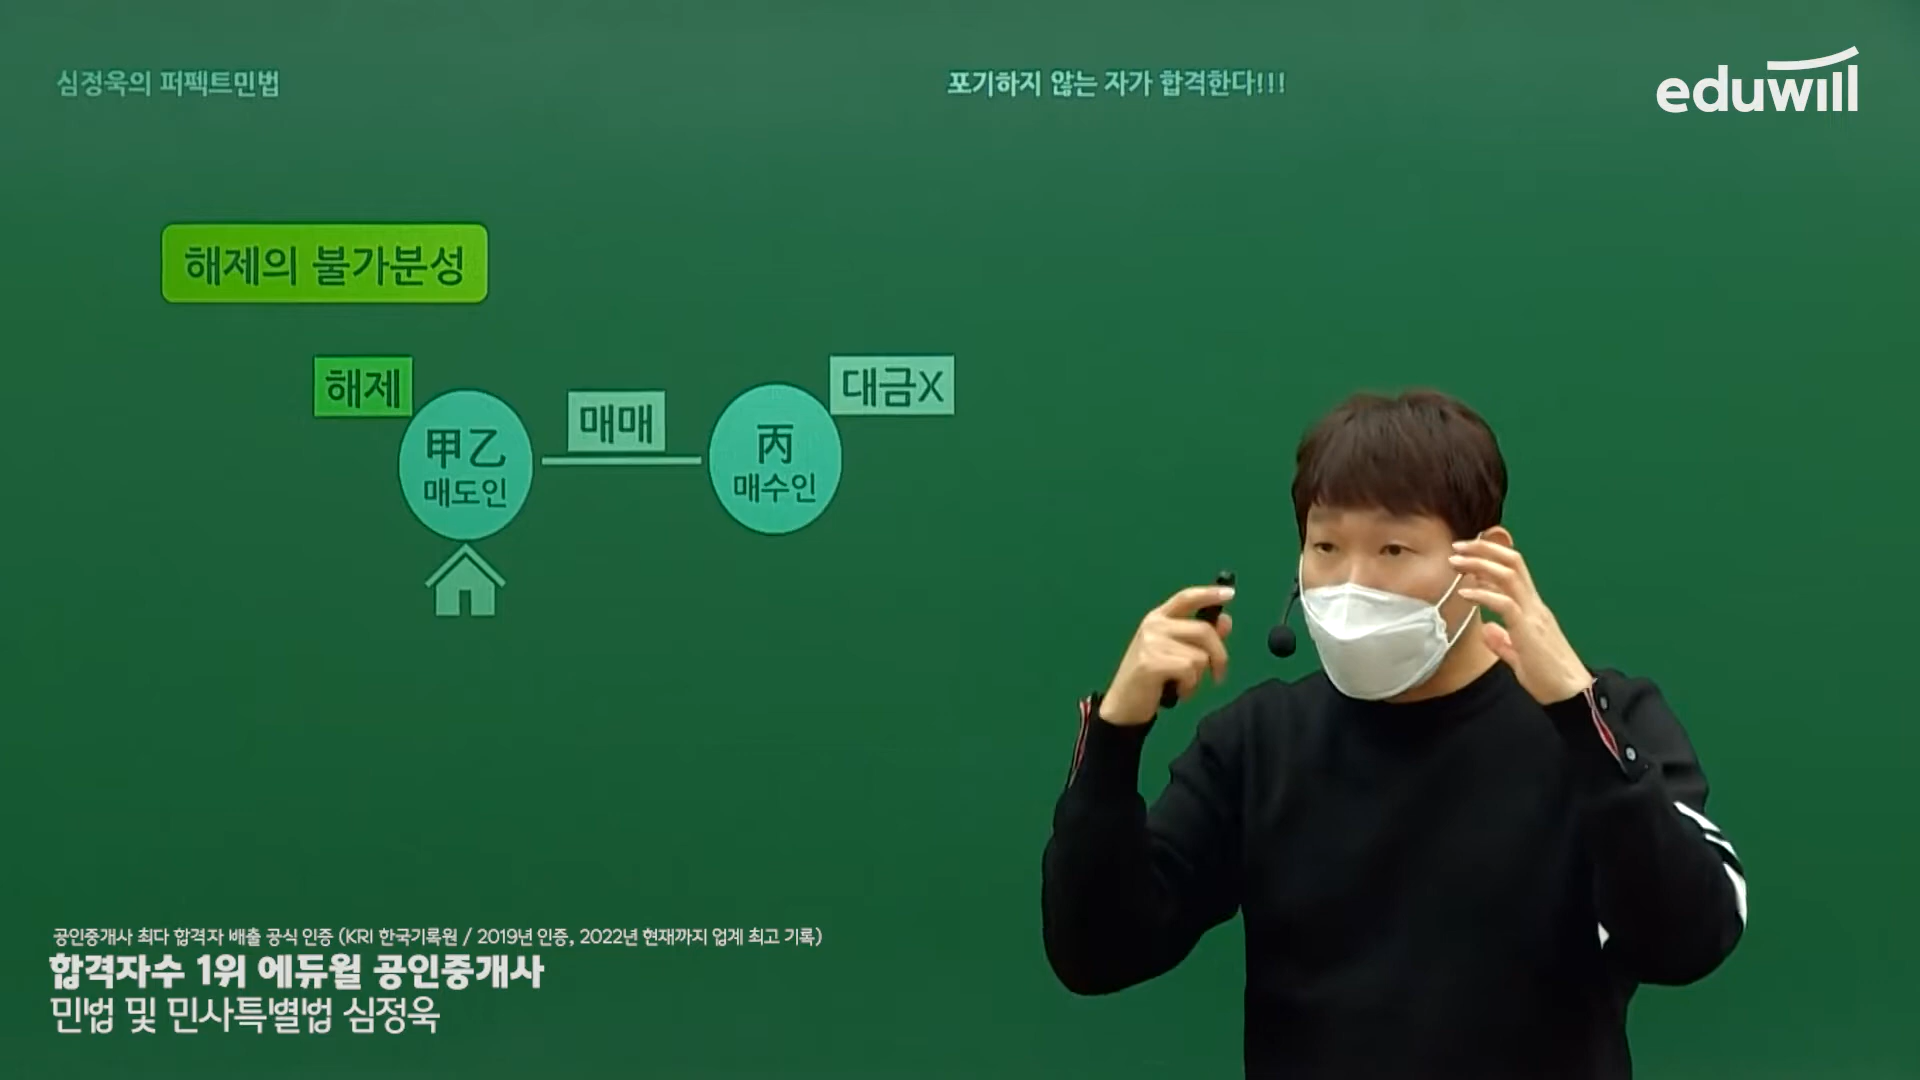 심정욱의 퍼펙트민법
포기하지 않는 자가 합격한다!!!
eduwill
해제의 불가분성
해제
대금X
매매
甲乙
매도인
丙
매수인
공인중개사 최다 합격자 배출 공식 인증 (KRI 한국기록원 / 2019년 인증, 2022년 현재까지 업계 최고 기록)
합격자수 1위 에듀윌 공인중개사
민법 및 민사특별법 심정욱